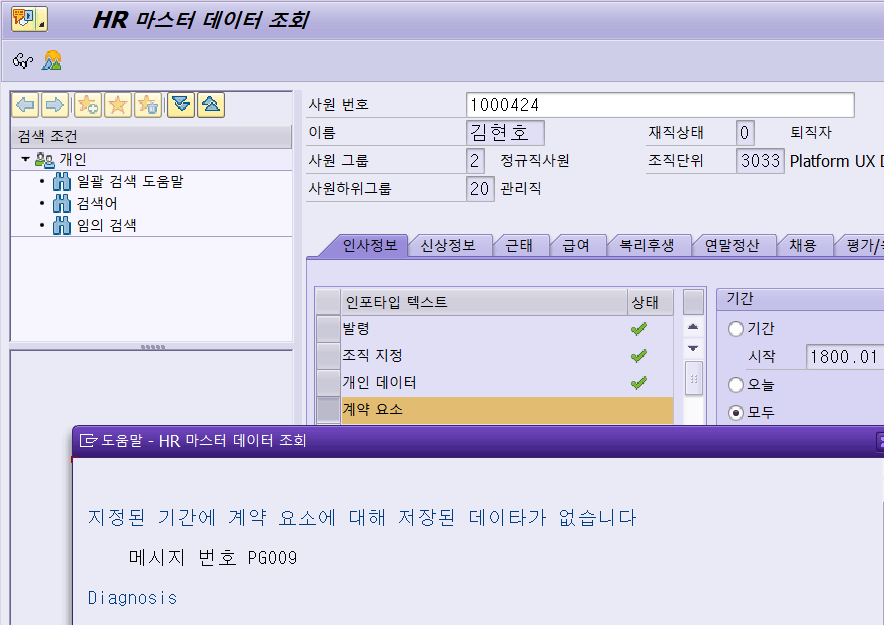 HR 마스터 데이터 조회
검색 조건
개인
일괄 검색 도움말
검색어
임의 검색
사원 번호 1000424
이름 김현호 재직상태 0 퇴직자
사원 그룹 2 정규직사원 조직단위 3033 Platform UX
사원하위그룹 20 관리직
인사정보 신상정보 근태 급여 복리후생 연말정산 채용 평가/
인포타입 텍스트 상태
발령
조직 지정
개인 데이터
계약 요소
기간
기간
시작 1800.01
오늘
모두
도움말 - HR 마스터 데이터 조회
지정된 기간에 계약 요소에 대해 저장된 데이타가 없습니다
메시지 번호 PG009
Diagnosis